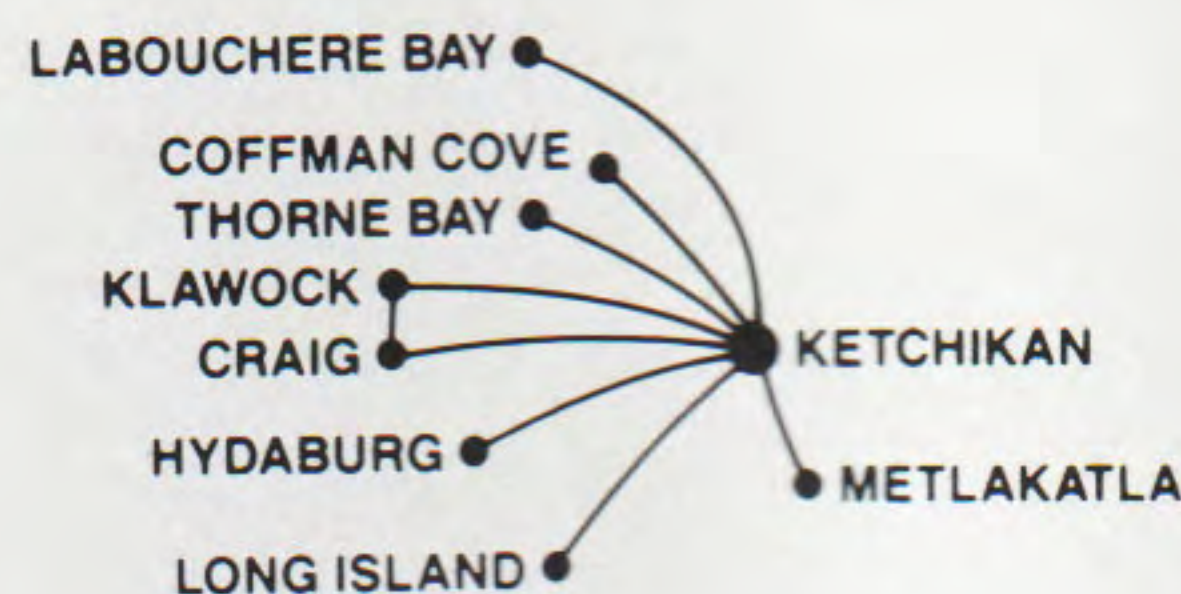 LABOUCHERE BAY
COFFMAN COVE
THORNE BAY
KLAWOCK
CRAIG
KETCHIKAN
HYDABURG
METLAKATLA
LONG ISLAND